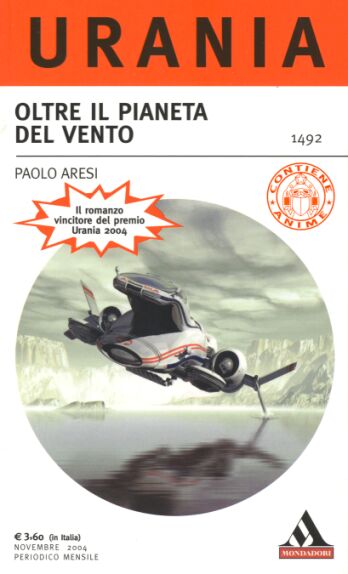 URANIA
OLTRE IL PIANETA
DEL VENTO
1492
PAOLO ARESI
Il romanzo
vincitore del premio
Urania 2004
CONTIENE
ANIME
€ 3,60 (in Italia)
NOVEMBRE 2004
PERIODICO MENSILE
MONDADORI